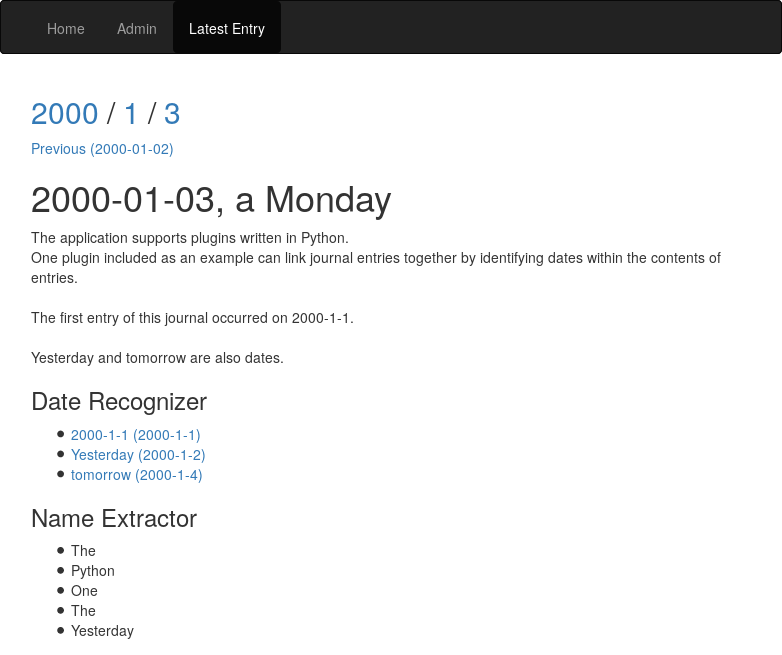 Home Admin Latest Entry
2000 / 1 / 3
Previous (2000-01-02)
2000-01-03, a Monday
The application supports plugins written in Python.
One plugin included as an example can link journal entries together by identifying dates within the contents of
entries.
The first entry of this journal occurred on 2000-1-1.
Yesterday and tomorrow are also dates.
Date Recognizer
2000-1-1 (2000-1-1)
Yesterday (2000-1-2)
tomorrow (2000-1-4)
Name Extractor
The
Python
One
The
Yesterday